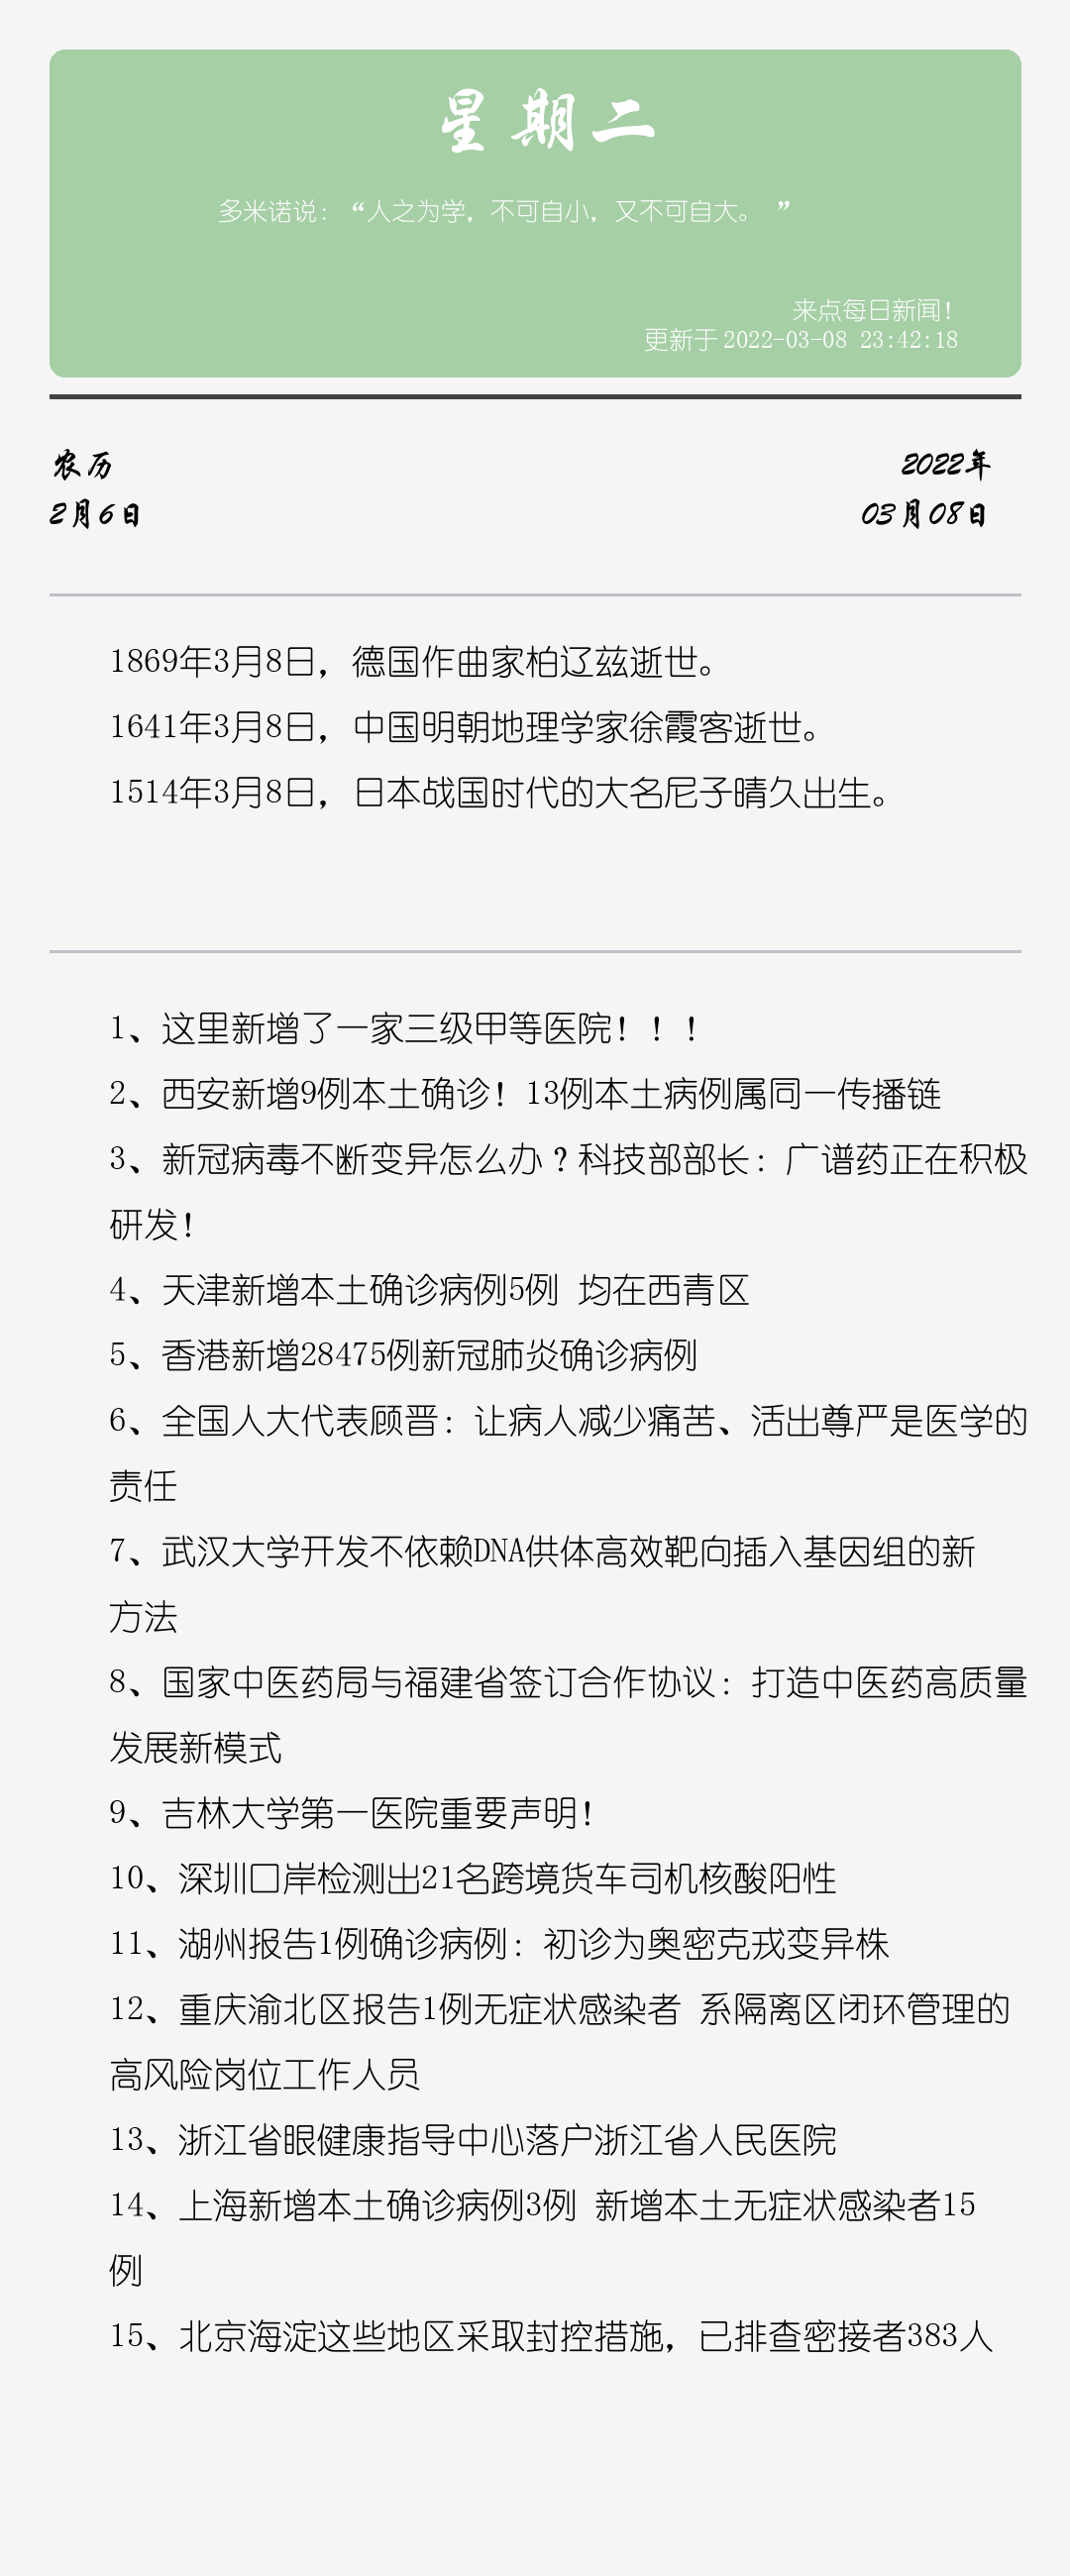 星期二
多米诺说：“人之为学，不可自小，又不可自大。 ”
来点每日新闻！
更新于 2022-03-08 23:42:18
农历
2月6日
2022年
03月08日
1869年3月8日，德国作曲家柏辽兹逝世。
1641年3月8日，中国明朝地理学家徐霞客逝世。
1514年3月8日，日本战国时代的大名尼子晴久出生。
1、这里新增了一家三级甲等医院！！！
2、西安新增9例本土确诊！13例本土病例属同一传播链
3、新冠病毒不断变异怎么办？科技部部长：广谱药正在积极
研发！
4、天津新增本土确诊病例5例 均在西青区
5、香港新增28475例新冠肺炎确诊病例
6、全国人大代表顾晋：让病人减少痛苦、活出尊严是医学的
责任
7、武汉大学开发不依赖DNA供体高效靶向插入基因组的新
方法
8、国家中医药局与福建省签订合作协议：打造中医药高质量
发展新模式
9、吉林大学第一医院重要声明！
10、深圳口岸检测出21名跨境货车司机核酸阳性
11、湖州报告1例确诊病例：初诊为奥密克戎变异株
12、重庆渝北区报告1例无症状感染者 系隔离区闭环管理的
高风险岗位工作人员
13、浙江省眼健康指导中心落户浙江省人民医院
14、上海新增本土确诊病例3例 新增本土无症状感染者15
例
15、北京海淀这些地区采取封控措施，已排查密接者383人